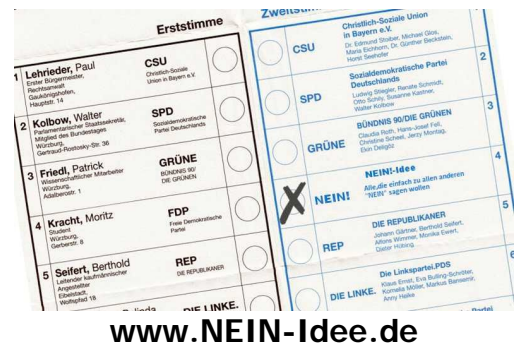 Erststimme
1 Lehrieder, Paul
Erster Bürgermeister,
Rechtsanwalt
Gaukönigshofen,
Hauptstr. 14
CSU
Christlich-Soziale
Union in Bayern e.V.
2 Kolbow, Walter
Parlamentarischer Staatssekretär,
Mitglied des Bundestages
Würzburg,
Gertraud-Rostosky-Str. 36
SPD
Sozialdemokratische
Partei Deutschlands
3 Friedl, Patrick
Wissenschaftlicher Mitarbeiter
Würzburg,
Adalberostr. 1
GRÜNE
BÜNDNIS 90/
DIE GRÜNEN
4 Kracht, Moritz
Student
Würzburg,
Gerberstr. 8
FDP
Freie Demokratische
Partei
5 Seifert, Berthold
Leitender kaufmännischer
Angestellter
Eibelstadt,
REP
DIE REPUBLIKANER
DIE LINKE.
Zweitstimme
CSU
Christlich-Soziale Union
in Bayern e.V.
Dr. Edmund Stoiber, Michael Glos,
Maria Eichhorn, Dr. Günther Beckstein,
Horst Seehofer
1
SPD
Sozialdemokratische Partei
Deutschlands
Ludwig Stiegler, Renate Schmidt,
Otto Schily, Susanne Kastner,
Walter Kolbow
2
GRÜNE
BÜNDNIS 90/DIE GRÜNEN
Claudia Roth, Hans-Josef Fell,
Christine Scheel, Jerzy Montag,
Ekin Deligöz
3
X
NEIN!
NEIN!-Idee
Alle,die einfach zu allen anderen
"NEIN" sagen wollen
4
REP
DIE REPUBLIKANER
Johann Gärtner, Berthold Seifert,
Alfons Wimmer, Monika Ewert,
Dieter Hülbig
5
DIE LINKE.
Die Linkspartei.PDS
Klaus Ernst, Eva Bulling-Schröter,
Kornelia Möller, Markus
Anny Heike
6
Partei
www.NEIN-Idee.de